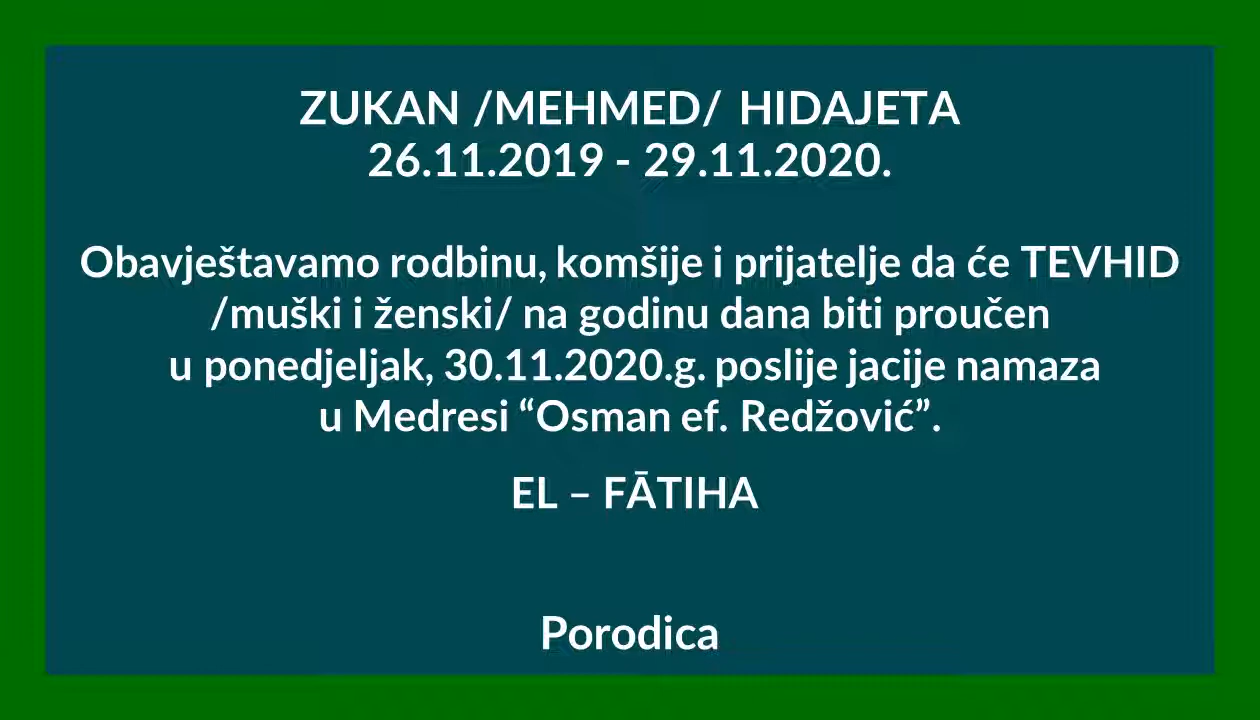 ZUKAN /MEHMED/ HIDAJETA
26.11.2019 - 29.11.2020.
Obavještavamo rodbinu, komšije i prijatelje da će TEVHID
/muški i ženski/ na godinu dana biti proučen
u ponedjeljak, 30.11.2020.g. poslije jacije namaza
u Medresi “Osman ef. Redžović”.
EL – FĀTIHA
Porodica